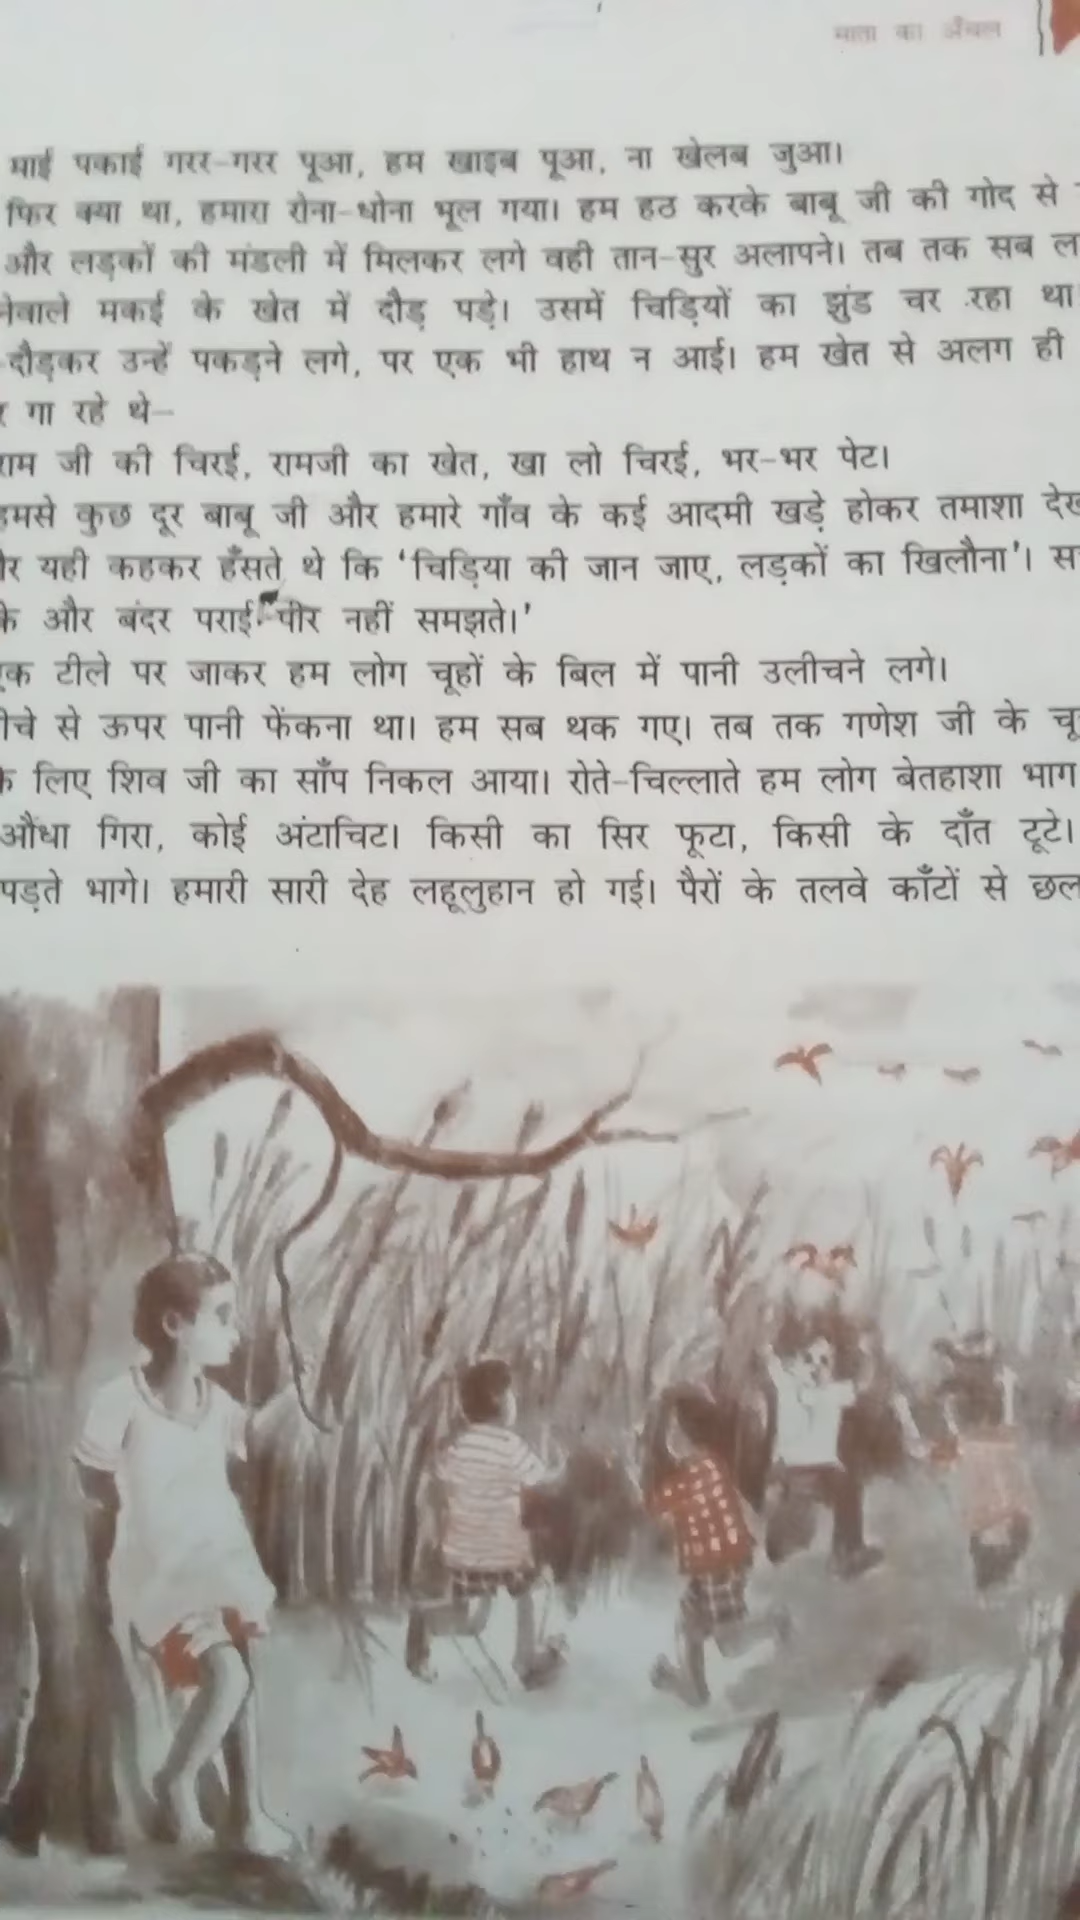 माता का अँचल
माई पकाई गरर-गरर पूआ, हम खाइब पूआ, ना खेलब जुआ।
फिर क्या था, हमारा रोना-धोना भूल गया। हम हठ करके बाबू जी की गोद से
और लड़कों की मंडली में मिलकर लगे वही तान-सुर अलापने। तब तक सब
मकई के खेत में दौड़ पड़े। उसमें चिड़ियों का झुंड चर रहा था
दौड़कर उन्हें पकड़ने लगे, पर एक भी हाथ न आई। हम खेत से अलग ही
गा रहे थे–
जी की चिरई, रामजी का खेत, खा लो चिरई, भर-भर पेट।
कुछ दूर बाबू जी और हमारे गाँव के कई आदमी खड़े होकर तमाशा
यही कहकर हँसते थे कि ‘चिड़िया की जान जाए, लड़कों का खिलौना’।
और बंदर पराई पीर नहीं समझते।’
टीले पर जाकर हम लोग चूहों के बिल में पानी उलीचने लगे।
से ऊपर पानी फेंकना था। हम सब थक गए। तब तक गणेश जी के
लिए शिव जी का साँप निकल आया। रोते-चिल्लाते हम लोग बेतहाशा भाग
औंधा गिरा, कोई अंटाचिट। किसी का सिर फूटा, किसी के दाँत टूटे।
पड़ते भागे। हमारी सारी देह लहूलुहान हो गई। पैरों के तलवे काँटों से